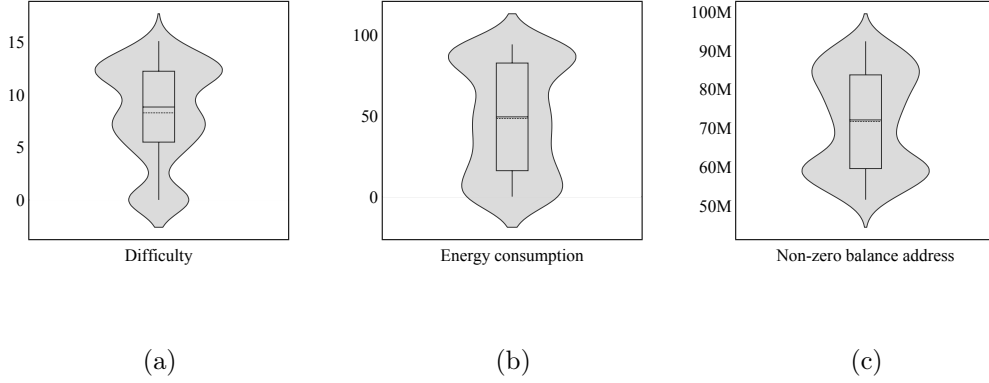 15
10
5
0
Difficulty
(a)
100
50
0
Energy consumption
(b)
100M
90M
80M
70M
60M
50M
Non-zero balance address
(c)